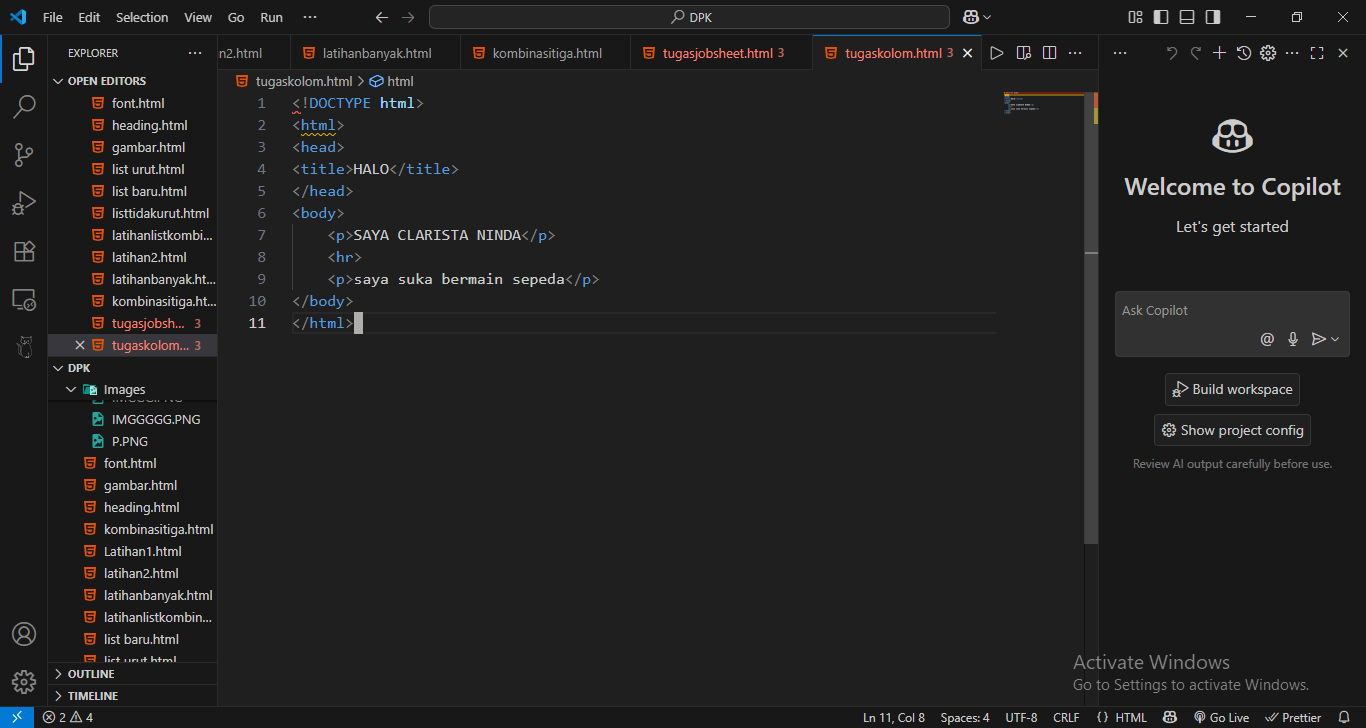 File Edit Selection View Go Run ··· DPK
EXPLORER ···
OPEN EDITORS
font.html
heading.html
gambar.html
list urut.html
list baru.html
listtidakurut.html
latihanlistkombi...
latihan2.html
latihanbanyak.ht...
kombinasitiga.ht...
tugasjobsh... 3
tugaskolom... 3
DPK
Images
IMGGGGG.PNG
P.PNG
font.html
gambar.html
heading.html
kombinasitiga.html
Latihan1.html
latihan2.html
latihanbanyak.html
latihanlistkombin...
list baru.html
list urut.html
OUTLINE
TIMELINE
n2.html latihanbanyak.html kombinasitiga.html tugasjobsheet.html 3 tugaskolom.html 3
tugaskolom.html > html
1 <!DOCTYPE html>
2 <html>
3 <head>
4 <title>HALO</title>
5 </head>
6 <body>
7 <p>SAYA CLARISTA NINDA</p>
8 <hr>
9 <p>saya suka bermain sepeda</p>
10 </body>
11 </html>
Welcome to Copilot
Let's get started
Ask Copilot
Build workspace
Show project config
Review AI output carefully before use.
Activate Windows
Go to Settings to activate Windows.
2 4 Ln 11, Col 8 Spaces: 4 UTF-8 CRLF {} HTML Go Live Prettier